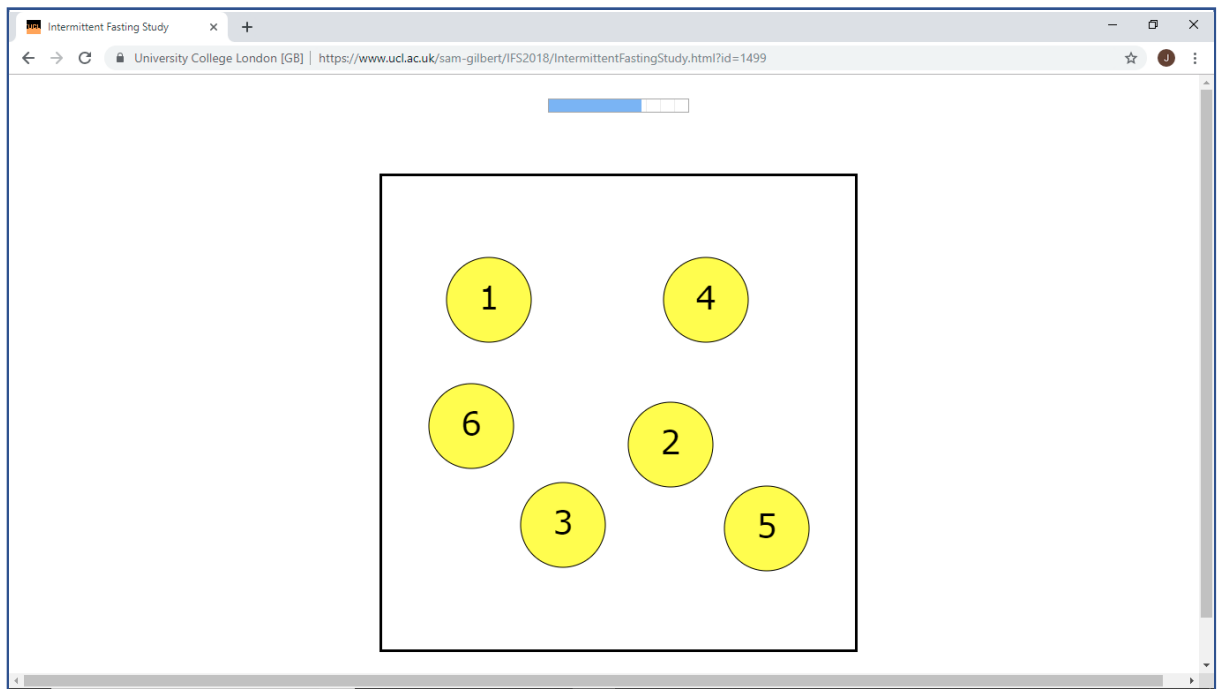 UCL Intermittent Fasting Study
University College London [GB] | https://www.ucl.ac.uk/sam-gilbert/IFS2018/IntermittentFastingStudy.html?id=1499
J
1 4
6 2
3 5